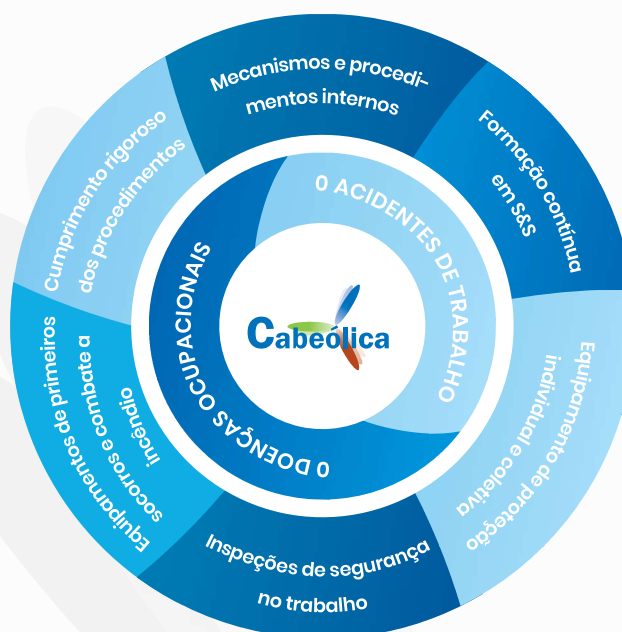 Mecanismos e procedi-
mentos internos
Formação contínua
em S&S
Equipamento de proteção
individual e coletiva
Inspeções de segurança
no trabalho
Equipamentos de primeiros
socorros e combate a
incêndio
Cumprimento rigoroso
dos procedimentos
0 ACIDENTES DE TRABALHO
0 DOENÇAS OCUPACIONAIS
Cabeólica